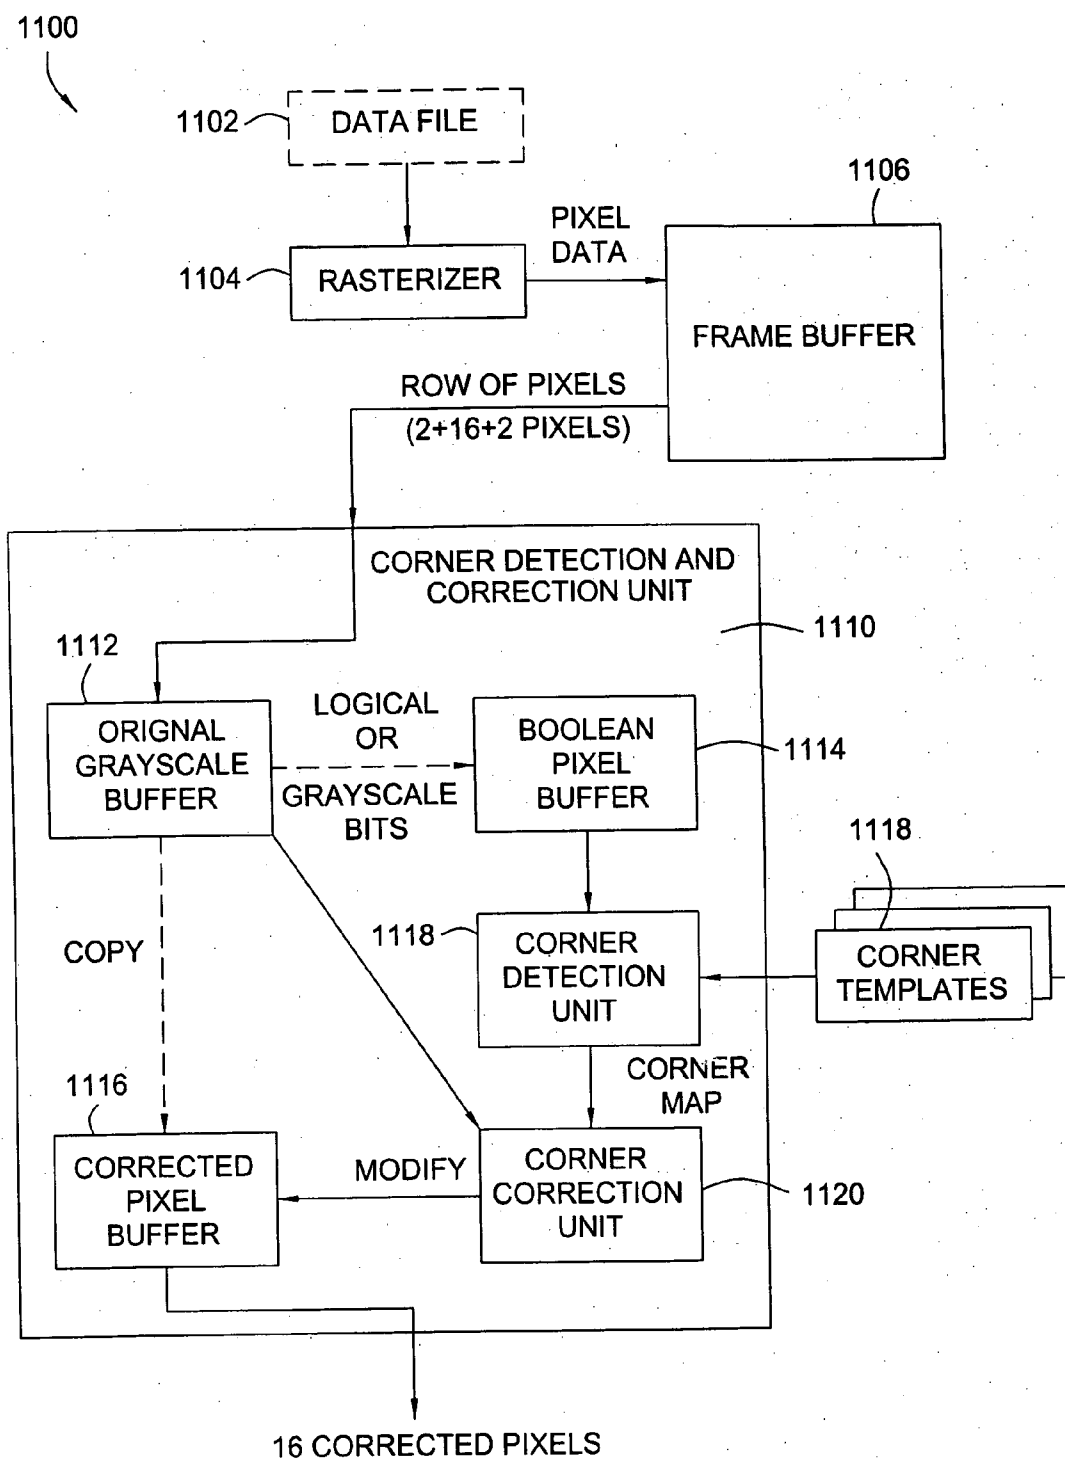 1100
1102
DATA FILE
1106
PIXEL
DATA
1104
RASTERIZER
FRAME BUFFER
ROW OF PIXELS
(2+16+2 PIXELS)
CORNER DETECTION AND
CORRECTION UNIT
1110
1112
LOGICAL
OR
GRAYSCALE
BITS
ORIGNAL
GRAYSCALE
BUFFER
BOOLEAN
PIXEL
BUFFER
1114
1118
CORNER
TEMPLATES
1118
CORNER
DETECTION
UNIT
COPY
CORNER
MAP
1116
CORRECTED
PIXEL
BUFFER
MODIFY
CORNER
CORRECTION
UNIT
1120
16 CORRECTED PIXELS